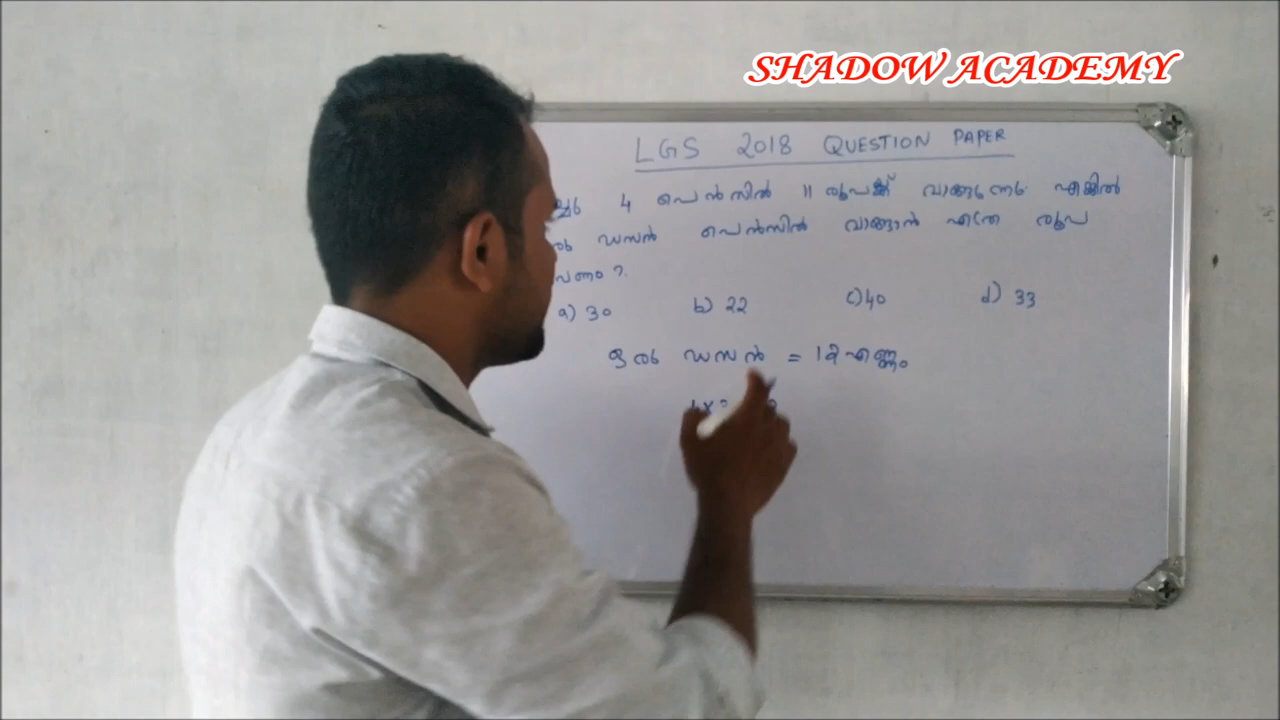 SHADOW ACADEMY
LGS 2018 QUESTION PAPER
4 പെൻസിൽ 11 രൂപക്ക് വാങ്ങുന്നു എങ്കിൽ
ഡസൻ പെൻസിൽ വാങ്ങാൻ എത്ര രൂപ
വേണം ?
a) 30 b) 22 c) 40 d) 33
ഒരു ഡസൻ = 12 എണ്ണം